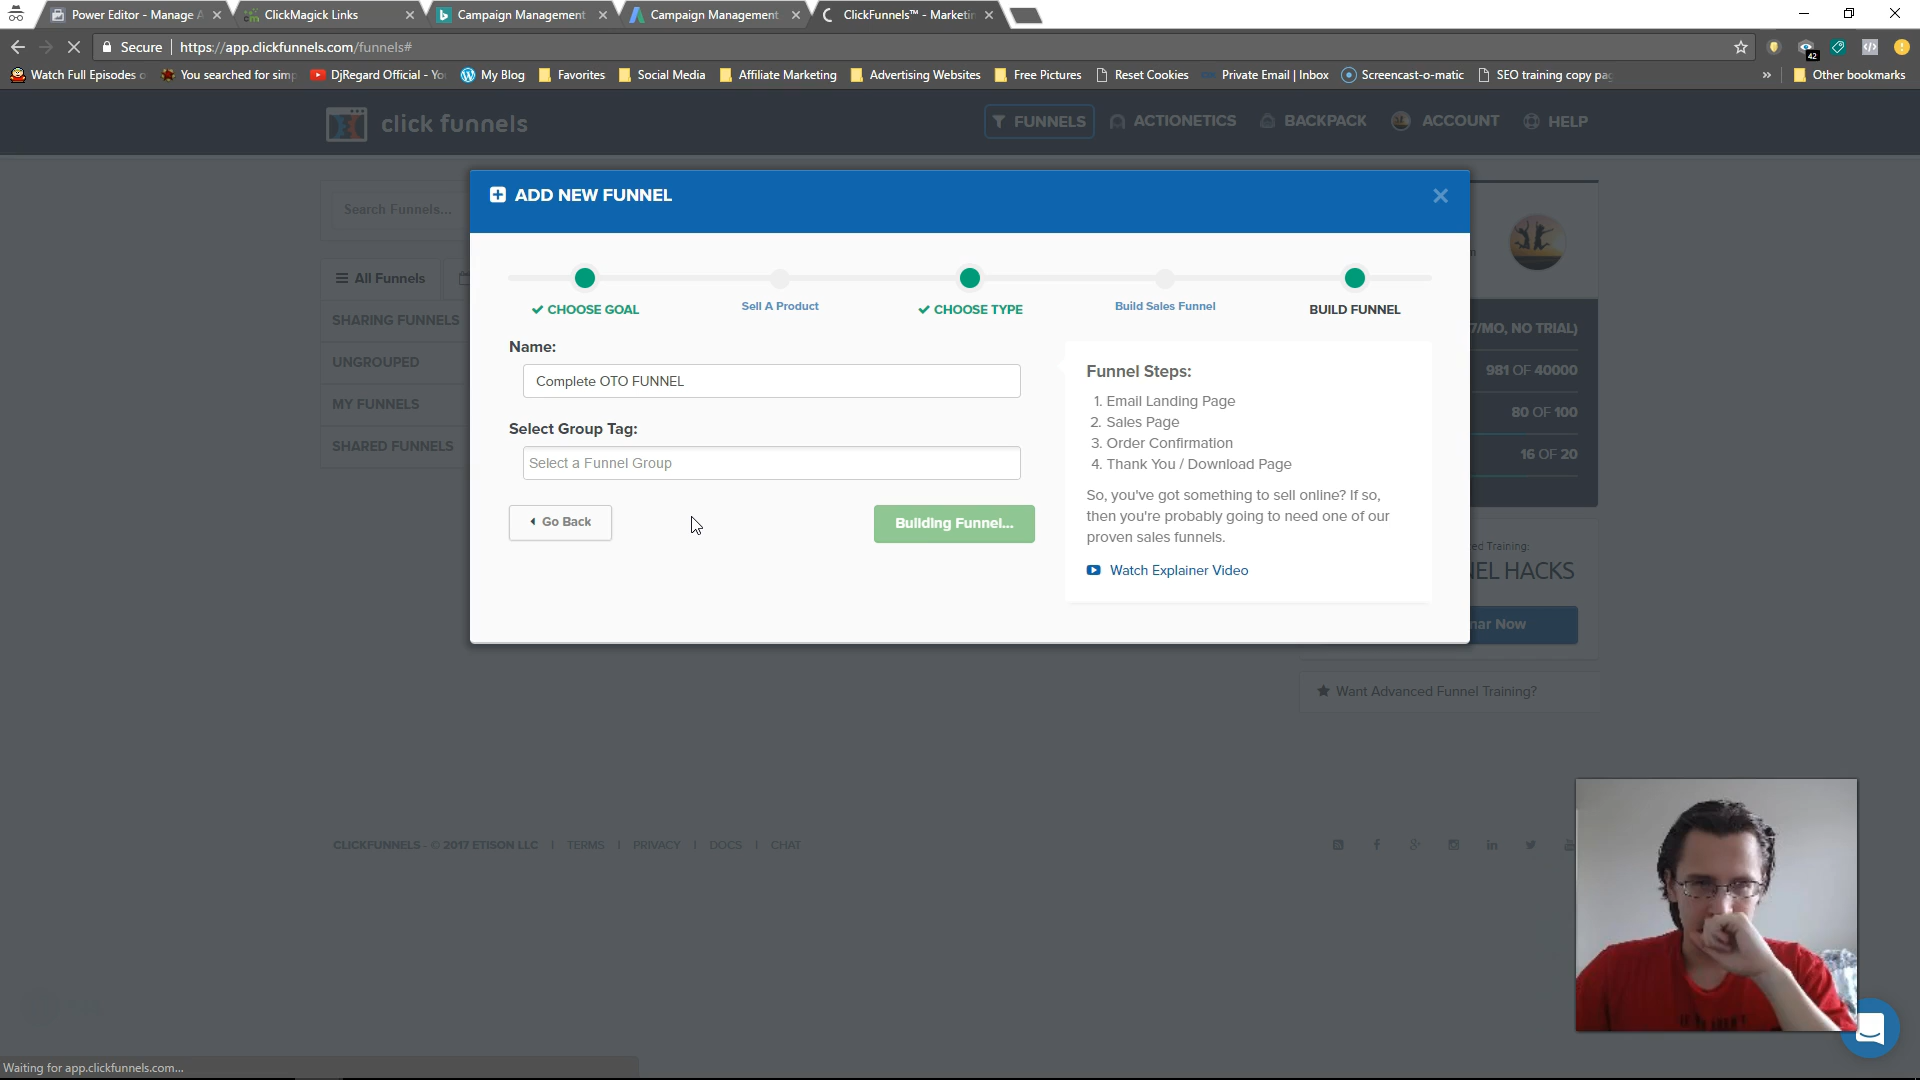 Power Editor - Manage A
ClickMagick Links
Campaign Management
Campaign Management
ClickFunnels™ - Marketin
Secure
https://app.clickfunnels.com/funnels#
42
Watch Full Episodes o
You searched for simp
DjRegard Official - Yo
My Blog
Favorites
Social Media
Affiliate Marketing
Advertising Websites
Free Pictures
Reset Cookies
Private Email | Inbox
Screencast-o-matic
SEO training copy pag
»
Other bookmarks
click funnels
FUNNELS
ACTIONETICS
BACKPACK
ACCOUNT
HELP
Search Funnels...
All Funnels
SHARING FUNNELS
UNGROUPED
MY FUNNELS
SHARED FUNNELS
ADD NEW FUNNEL
CHOOSE GOAL
Sell A Product
CHOOSE TYPE
Build Sales Funnel
BUILD FUNNEL
Name:
Complete OTO FUNNEL
Select Group Tag:
Select a Funnel Group
Go Back
Building Funnel...
Funnel Steps:
1. Email Landing Page
2. Sales Page
3. Order Confirmation
4. Thank You / Download Page
So, you've got something to sell online? If so,
then you're probably going to need one of our
proven sales funnels.
Watch Explainer Video
7/MO, NO TRIAL)
981 OF 40000
80 OF 100
16 OF 20
ed Training:
NEL HACKS
nar Now
Want Advanced Funnel Training?
CLICKFUNNELS - © 2017 ETISON LLC | TERMS | PRIVACY | DOCS | CHAT
Waiting for app.clickfunnels.com...